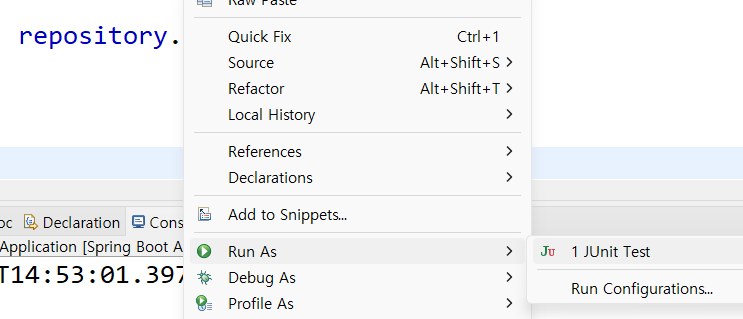 Raw Paste
repository.
Quick Fix Ctrl+1
Source Alt+Shift+S
Refactor Alt+Shift+T
Local History
References
Declarations
oc Declaration Cons
Add to Snippets...
Application [Spring Boot A
Run As 1 JUnit Test
T14:53:01.397
Debug As
Run Configurations...
Profile As